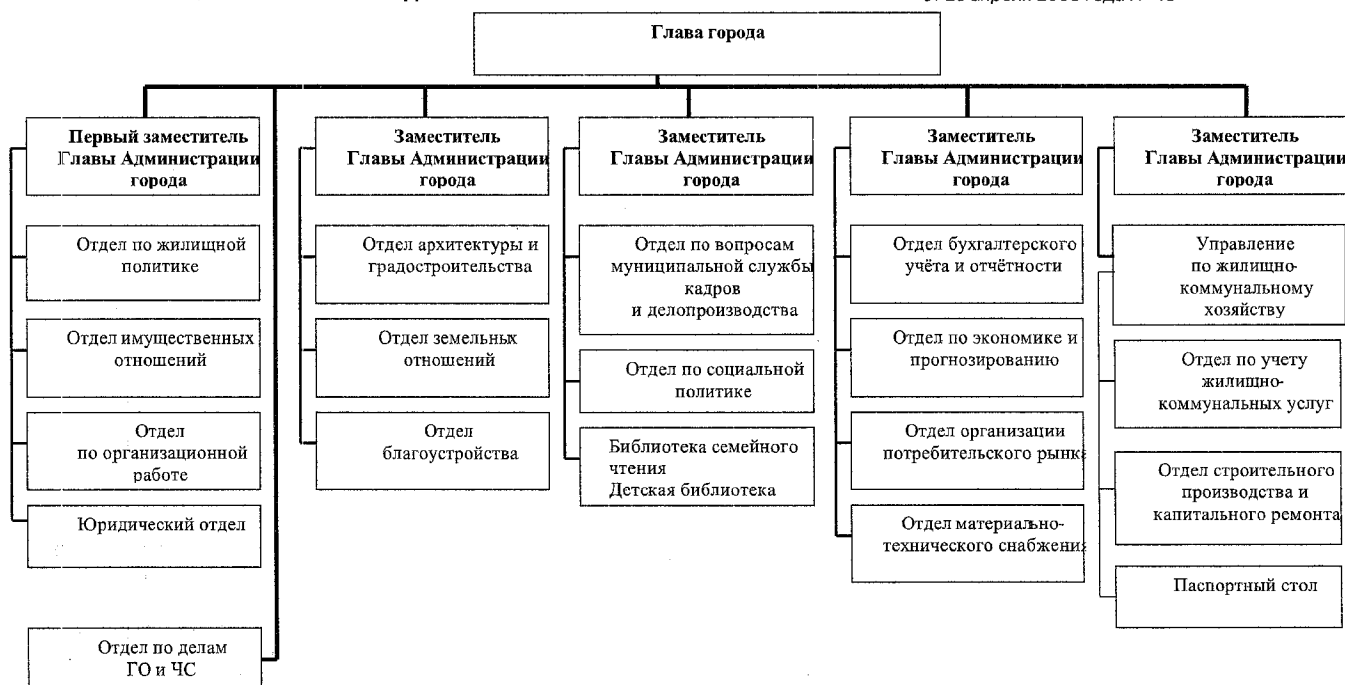 Глава города
Первый заместитель
Главы Администрации
города
Отдел по жилищной
политике
Отдел имущественных
отношений
Отдел
по организационной
работе
Юридический отдел
Отдел по делам
ГО и ЧС
Заместитель
Главы Администрации
города
Отдел архитектуры и
градостроительства
Отдел земельных
отношений
Отдел
благоустройства
Заместитель
Главы Администрации
города
Отдел по вопросам
муниципальной службы
кадров
и делопроизводства
Отдел по социальной
политике
Библиотека семейного
чтения
Детская библиотека
Заместитель
Главы Администрации
города
Отдел бухгалтерского
учёта и отчётности
Отдел по экономике и
прогнозированию
Отдел организации
потребительского рынка
Отдел материально-
технического снабжения
Заместитель
Главы Администрации
города
Управление
по жилищно-
коммунальному
хозяйству
Отдел по учету
жилищно-
коммунальных услуг
Отдел строительного
производства и
капитального ремонта
Паспортный стол